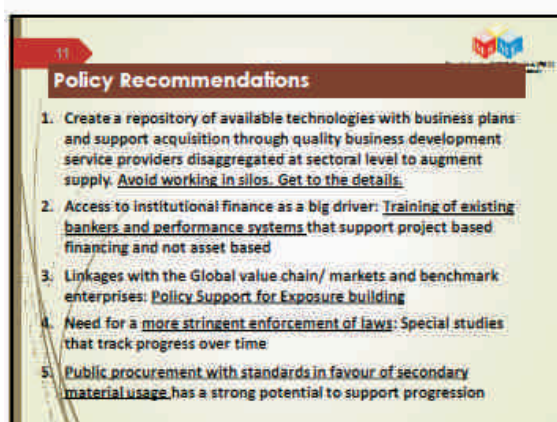 11
Policy Recommendations
1. Create a repository of available technologies with business plans
and support acquisition through quality business development
service providers disaggregated at sectoral level to augment
supply. Avoid working in silos. Get to the details.
2. Access to institutional finance as a big driver: Training of existing
bankers and performance systems that support project based
financing and not asset based
3. Linkages with the Global value chain/ markets and benchmark
enterprises: Policy Support for Exposure building
4. Need for a more stringent enforcement of laws: Special studies
that track progress over time
5. Public procurement with standards in favour of secondary
material usage has a strong potential to support progression